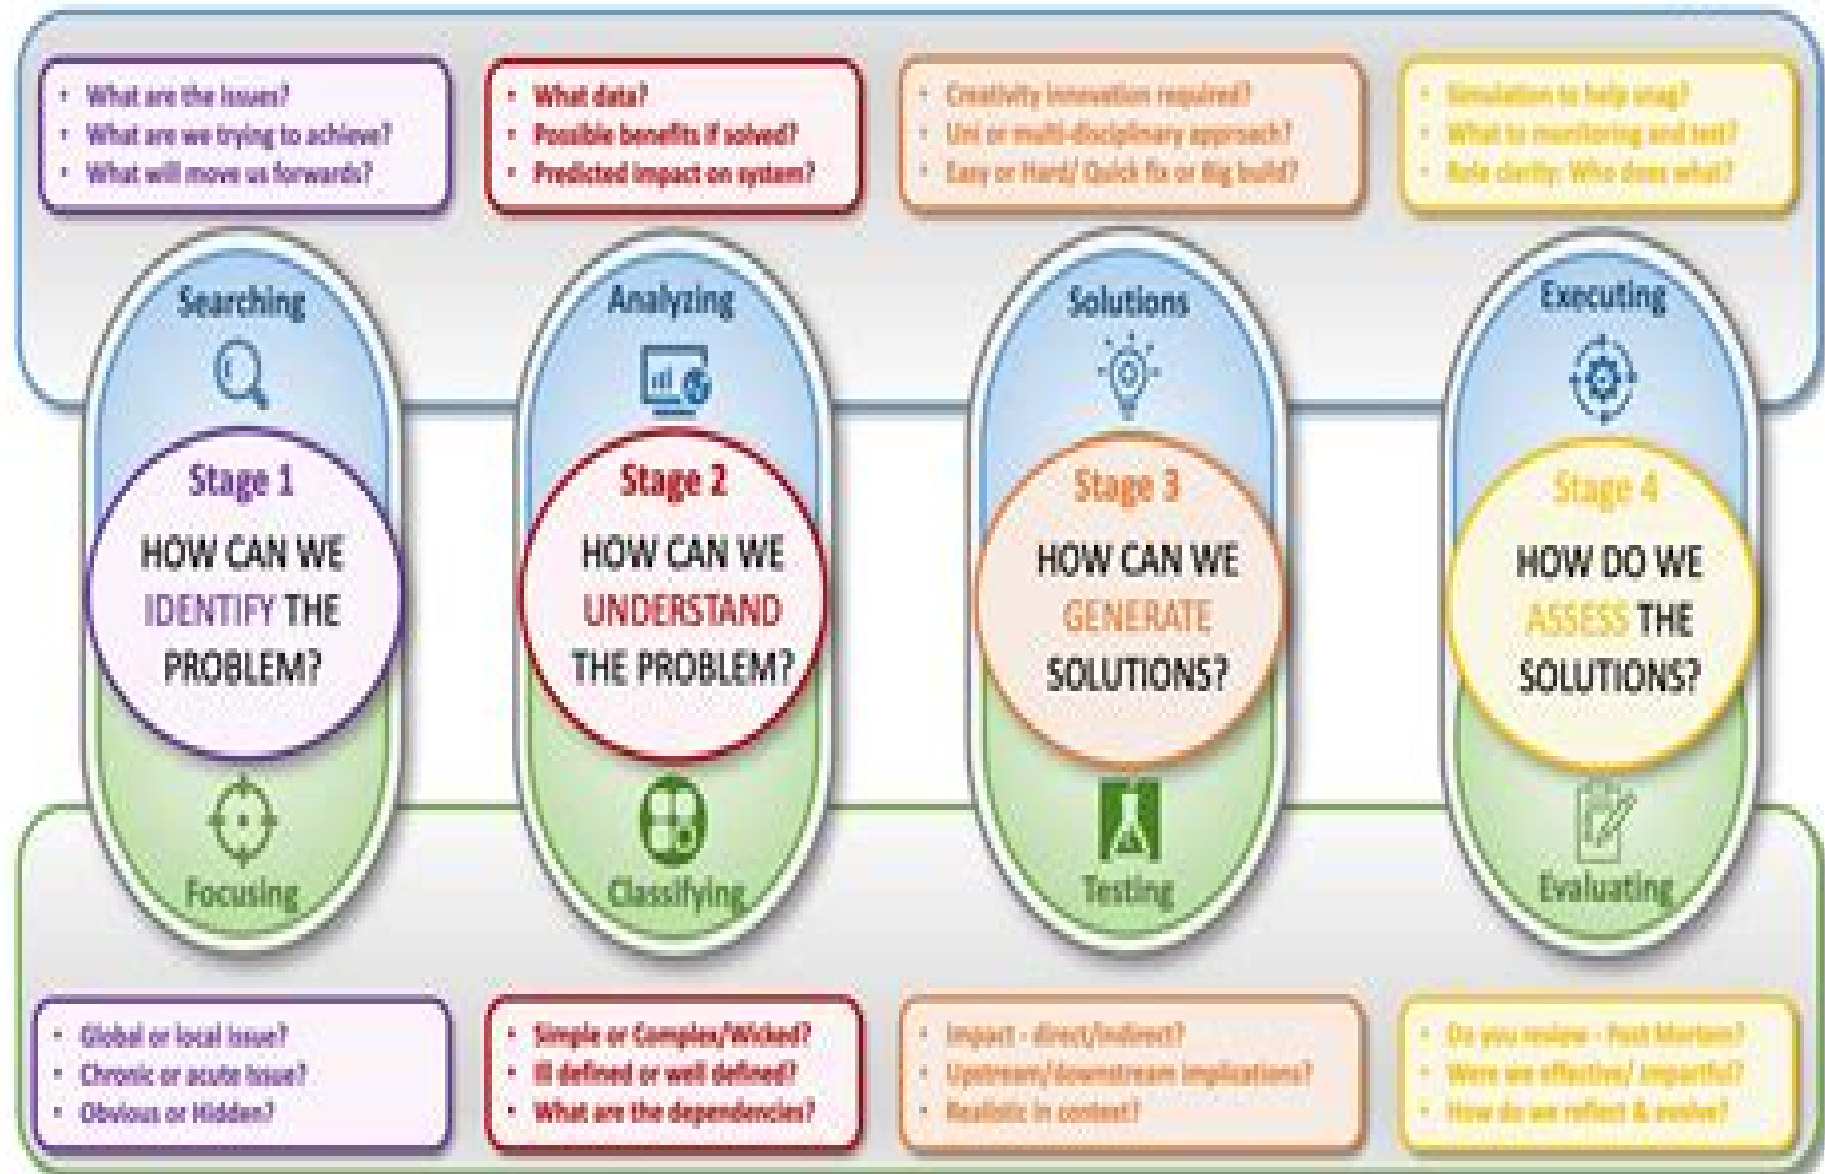 • What are the issues?
• What are we trying to achieve?
• What will move us forwards?
• What data?
• Possible benefits if solved?
• Predicted impact on system?
• Creativity innovation required?
• Uni or multi-disciplinary approach?
• Easy or Hard/ Quick fix or Big build?
• Simulation to help snag?
• What to monitoring and test?
• Role clarity: Who does what?
Searching
Stage 1
HOW CAN WE
IDENTIFY THE
PROBLEM?
Focusing
Analyzing
Stage 2
HOW CAN WE
UNDERSTAND
THE PROBLEM?
Classifying
Solutions
Stage 3
HOW CAN WE
GENERATE
SOLUTIONS?
Testing
Executing
Stage 4
HOW DO WE
ASSESS THE
SOLUTIONS?
Evaluating
• Global or local issue?
• Chronic or acute issue?
• Obvious or Hidden?
• Simple or Complex/Wicked?
• Ill defined or well defined?
• What are the dependencies?
• Impact - direct/indirect?
• Upstream/downstream implications?
• Realistic in context?
• Do you review - Post Mortem?
• Were we effective/ impactful?
• How do we reflect & evolve?